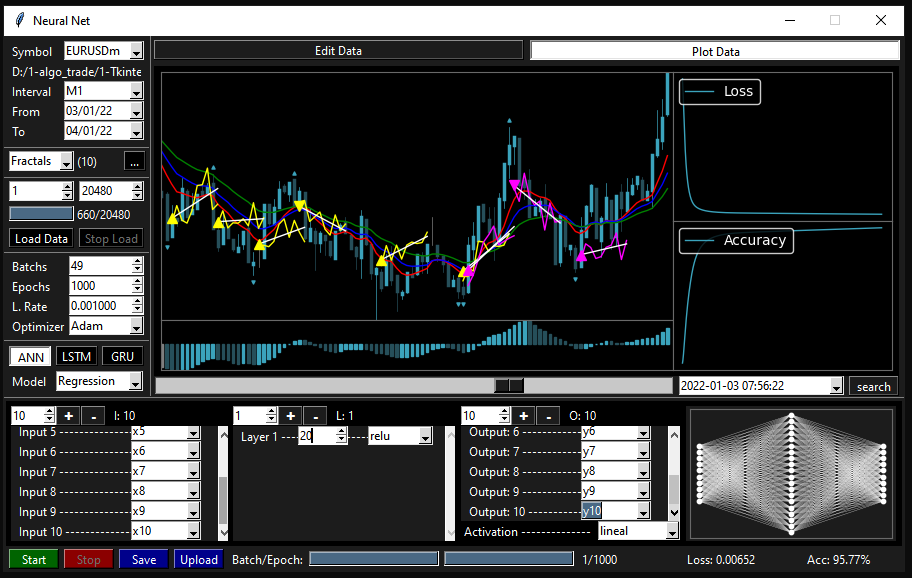 Neural Net
Symbol EURUSDm
D:/1-algo_trade/1-Tkinte
Interval M1
From 03/01/22
To 04/01/22
Fractals (10) ...
1 20480
660/20480
Load Data Stop Load
Batchs 49
Epochs 1000
L. Rate 0.001000
Optimizer Adam
ANN LSTM GRU
Model Regression
Edit Data Plot Data
Loss
Accuracy
2022-01-03 07:56:22 search
10 + - I: 10
Input 5 -------------- x5
Input 6 -------------- x6
Input 7 -------------- x7
Input 8 -------------- x8
Input 9 -------------- x9
Input 10 ------------ x10
1 + - L: 1
Layer 1 ---- 20 ----- relu
10 + - O: 10
Output: 6 ------------ y6
Output: 7 ------------ y7
Output: 8 ------------ y8
Output: 9 ------------ y9
Output: 10 ---------- y10
Activation -------------- lineal
Start Stop Save Upload Batch/Epoch: 1/1000 Loss: 0.00652 Acc: 95.77%